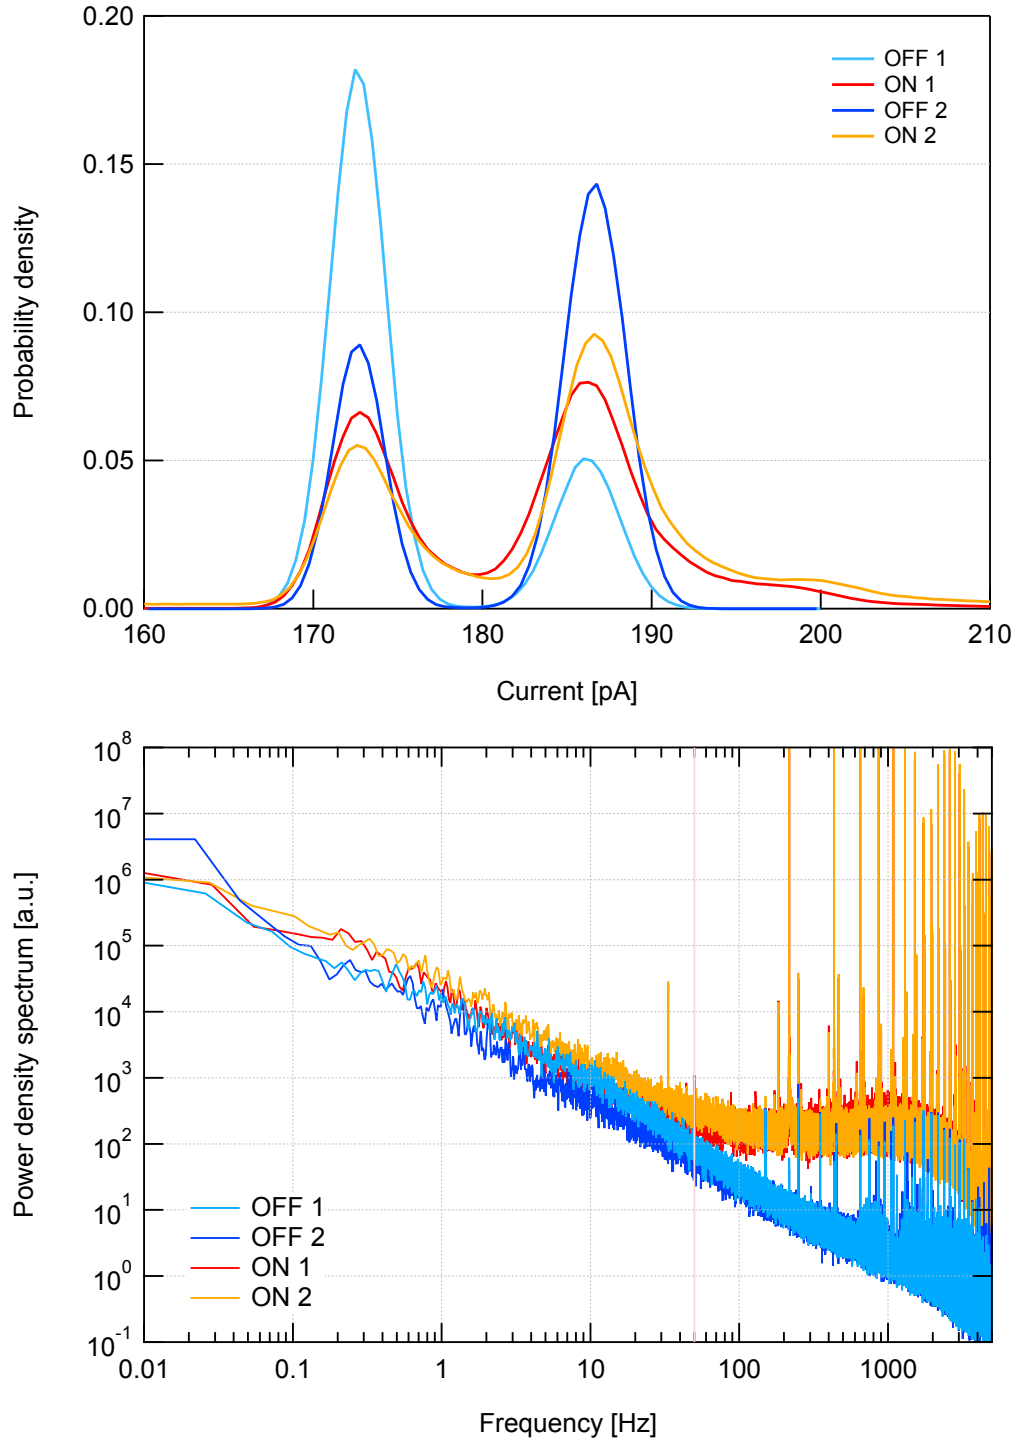 0.20
0.15
0.10
0.05
0.00
Probability density
OFF 1
ON 1
OFF 2
ON 2
160 170 180 190 200 210
Current [pA]
10^8
10^7
10^6
10^5
10^4
10^3
10^2
10^1
10^0
10^-1
Power density spectrum [a.u.]
OFF 1
OFF 2
ON 1
ON 2
0.01 0.1 1 10 100 1000
Frequency [Hz]